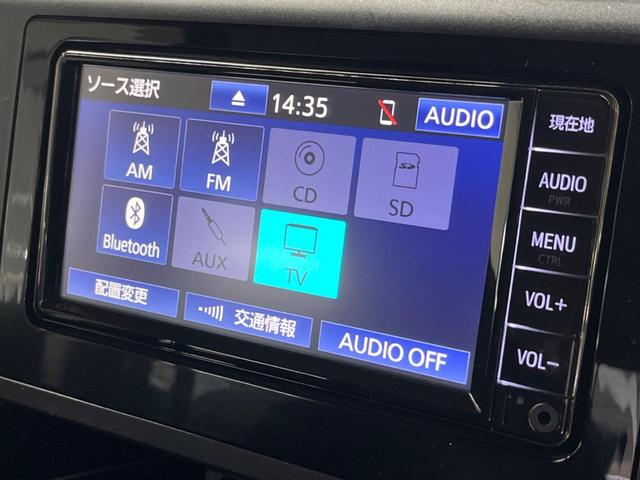 ソース選択
14:35
AUDIO
AM
FM
CD
SD
Bluetooth
AUX
TV
配置変更
交通情報
AUDIO OFF
現在地
AUDIO
PWR
MENU
CTRL
VOL+
VOL−